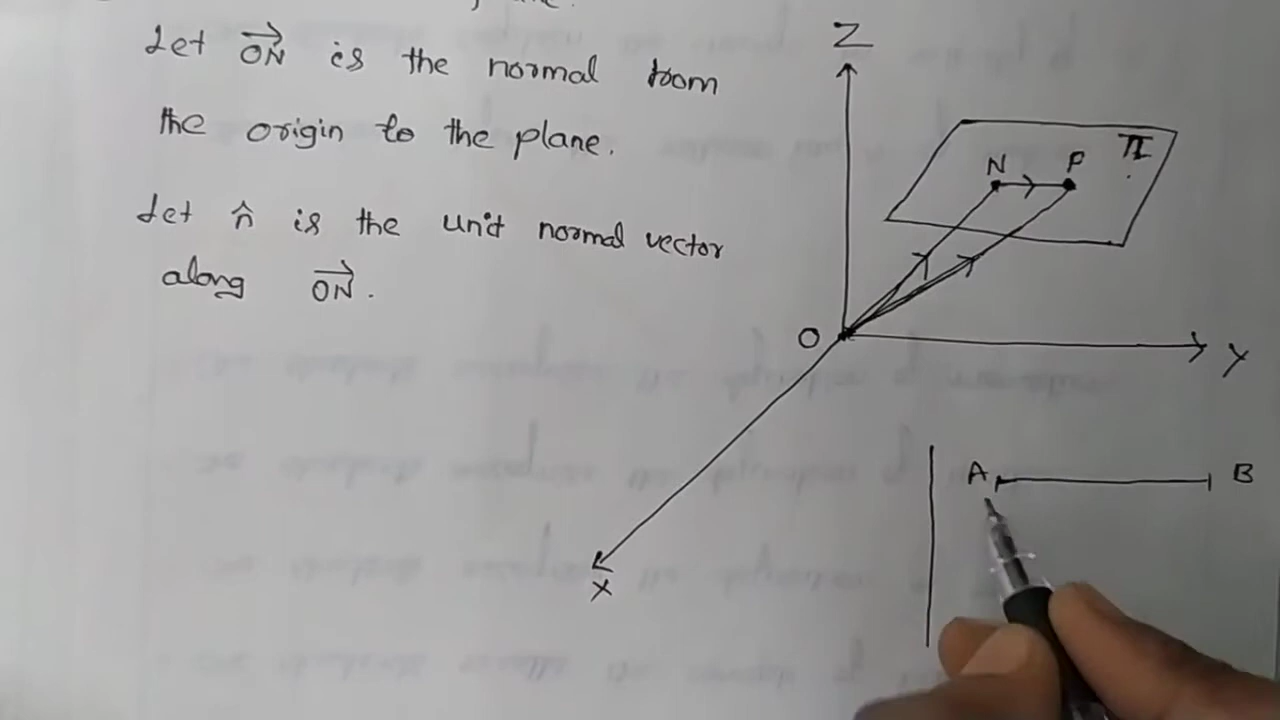 Let ON is the normal from
the origin to the plane.
Let n̂ is the unit normal vector
along ON.
Z
π
N
P
O
Y
X
A
B